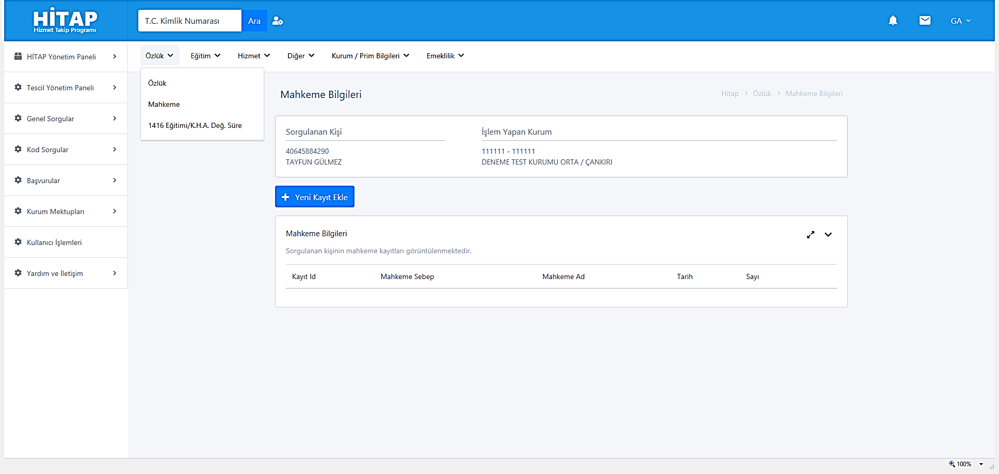 HİTAP
Hizmet Takip Programı
T.C. Kimlik Numarası
Ara
GA
HİTAP Yönetim Paneli
Tescil Yönetim Paneli
Genel Sorgular
Kod Sorgular
Başvurular
Kurum Mektupları
Kullanıcı İşlemleri
Yardım ve İletişim
Özlük Eğitim Hizmet Diğer Kurum / Prim Bilgileri Emeklilik
Özlük
Mahkeme
1416 Eğitimi/K.H.A. Değ. Süre
Mahkeme Bilgileri
Hitap > Özlük > Mahkeme Bilgileri
Sorgulanan Kişi
40645884290
TAYFUN GÜLMEZ
İşlem Yapan Kurum
111111 - 111111
DENEME TEST KURUMU ORTA / ÇANKIRI
Yeni Kayıt Ekle
Mahkeme Bilgileri
Sorgulanan kişinin mahkeme kayıtları görüntülenmektedir.
Kayıt Id Mahkeme Sebep Mahkeme Ad Tarih Sayı
100%